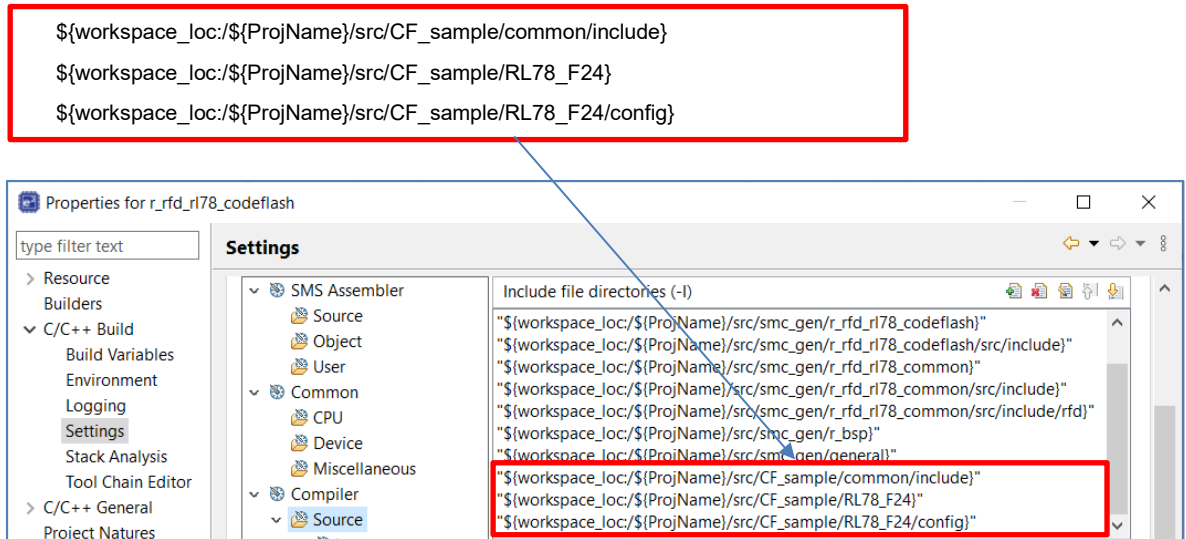 ${workspace_loc:/${ProjName}/src/CF_sample/common/include}
${workspace_loc:/${ProjName}/src/CF_sample/RL78_F24}
${workspace_loc:/${ProjName}/src/CF_sample/RL78_F24/config}
Properties for r_rfd_rl78_codeflash
type filter text
Settings
Resource
Builders
C/C++ Build
Build Variables
Environment
Logging
Settings
Stack Analysis
Tool Chain Editor
C/C++ General
Project Natures
SMS Assembler
Source
Object
User
Common
CPU
Device
Miscellaneous
Compiler
Source
Include file directories (-I)
"${workspace_loc:/${ProjName}/src/smc_gen/r_rfd_rl78_codeflash}"
"${workspace_loc:/${ProjName}/src/smc_gen/r_rfd_rl78_codeflash/src/include}"
"${workspace_loc:/${ProjName}/src/smc_gen/r_rfd_rl78_common}"
"${workspace_loc:/${ProjName}/src/smc_gen/r_rfd_rl78_common/src/include}"
"${workspace_loc:/${ProjName}/src/smc_gen/r_rfd_rl78_common/src/include/rfd}"
"${workspace_loc:/${ProjName}/src/smc_gen/r_bsp}"
"${workspace_loc:/${ProjName}/src/smc_gen/general}"
"${workspace_loc:/${ProjName}/src/CF_sample/common/include}"
"${workspace_loc:/${ProjName}/src/CF_sample/RL78_F24}"
"${workspace_loc:/${ProjName}/src/CF_sample/RL78_F24/config}"